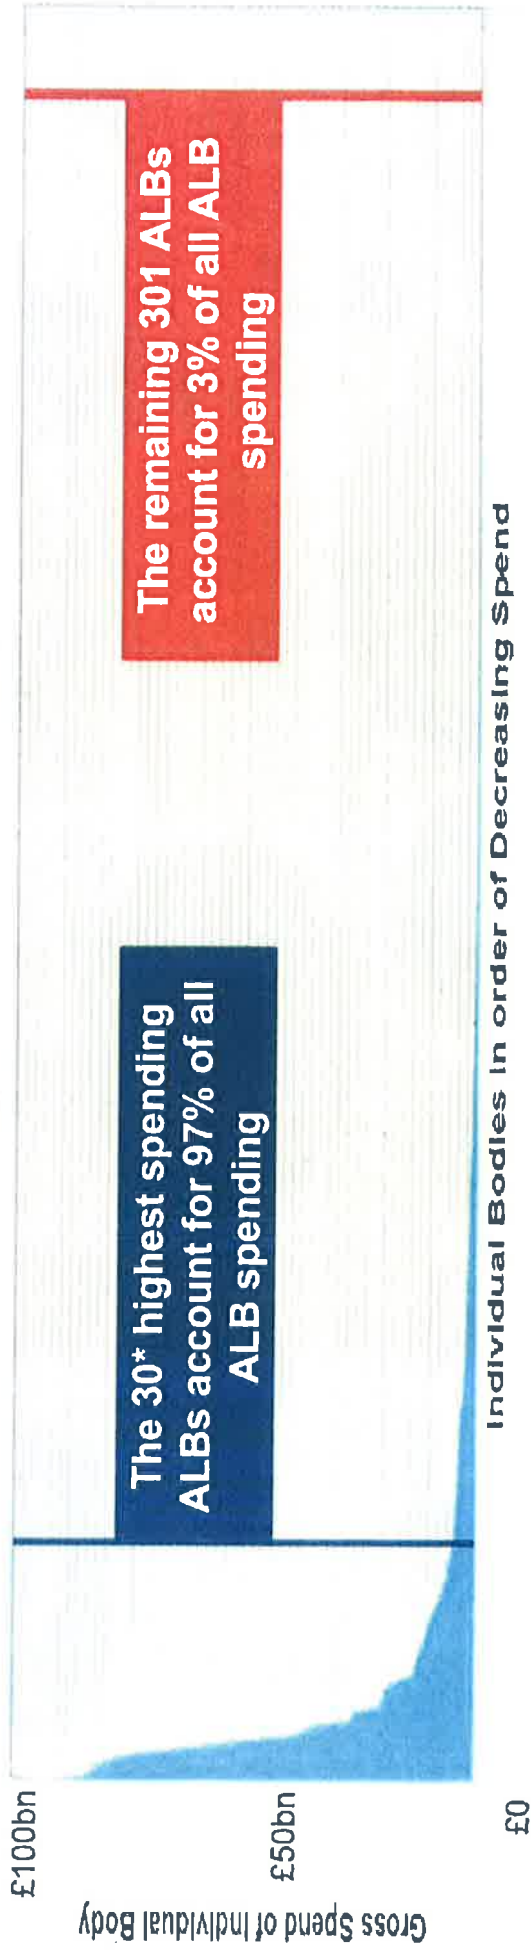 £100bn
£50bn
£0
Gross Spend of Individual Body
The 30* highest spending
ALBs account for 97% of all
ALB spending
The remaining 301 ALBs
account for 3% of all ALB
spending
Individual Bodies in order of Decreasing Spend